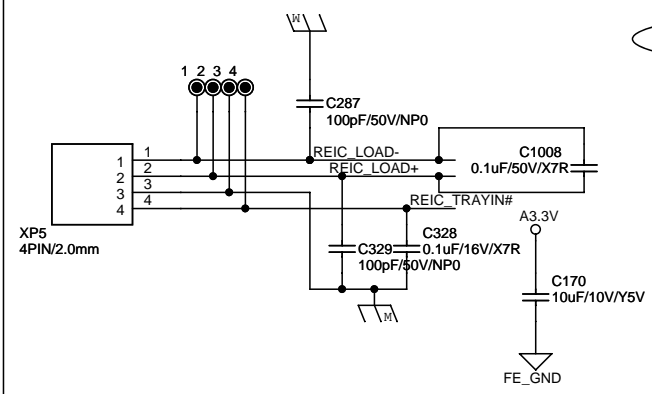 M
1 2 3 4
C287
100pF/50V/NP0
1 REIC_LOAD-
2 REIC_LOAD+
3
4 REIC_TRAYIN#
1
2
3
4
XP5
4PIN/2.0mm
C1008
0.1uF/50V/X7R
A3.3V
C328
0.1uF/16V/X7R
C329
100pF/50V/NP0
M
C170
10uF/10V/Y5V
FE_GND